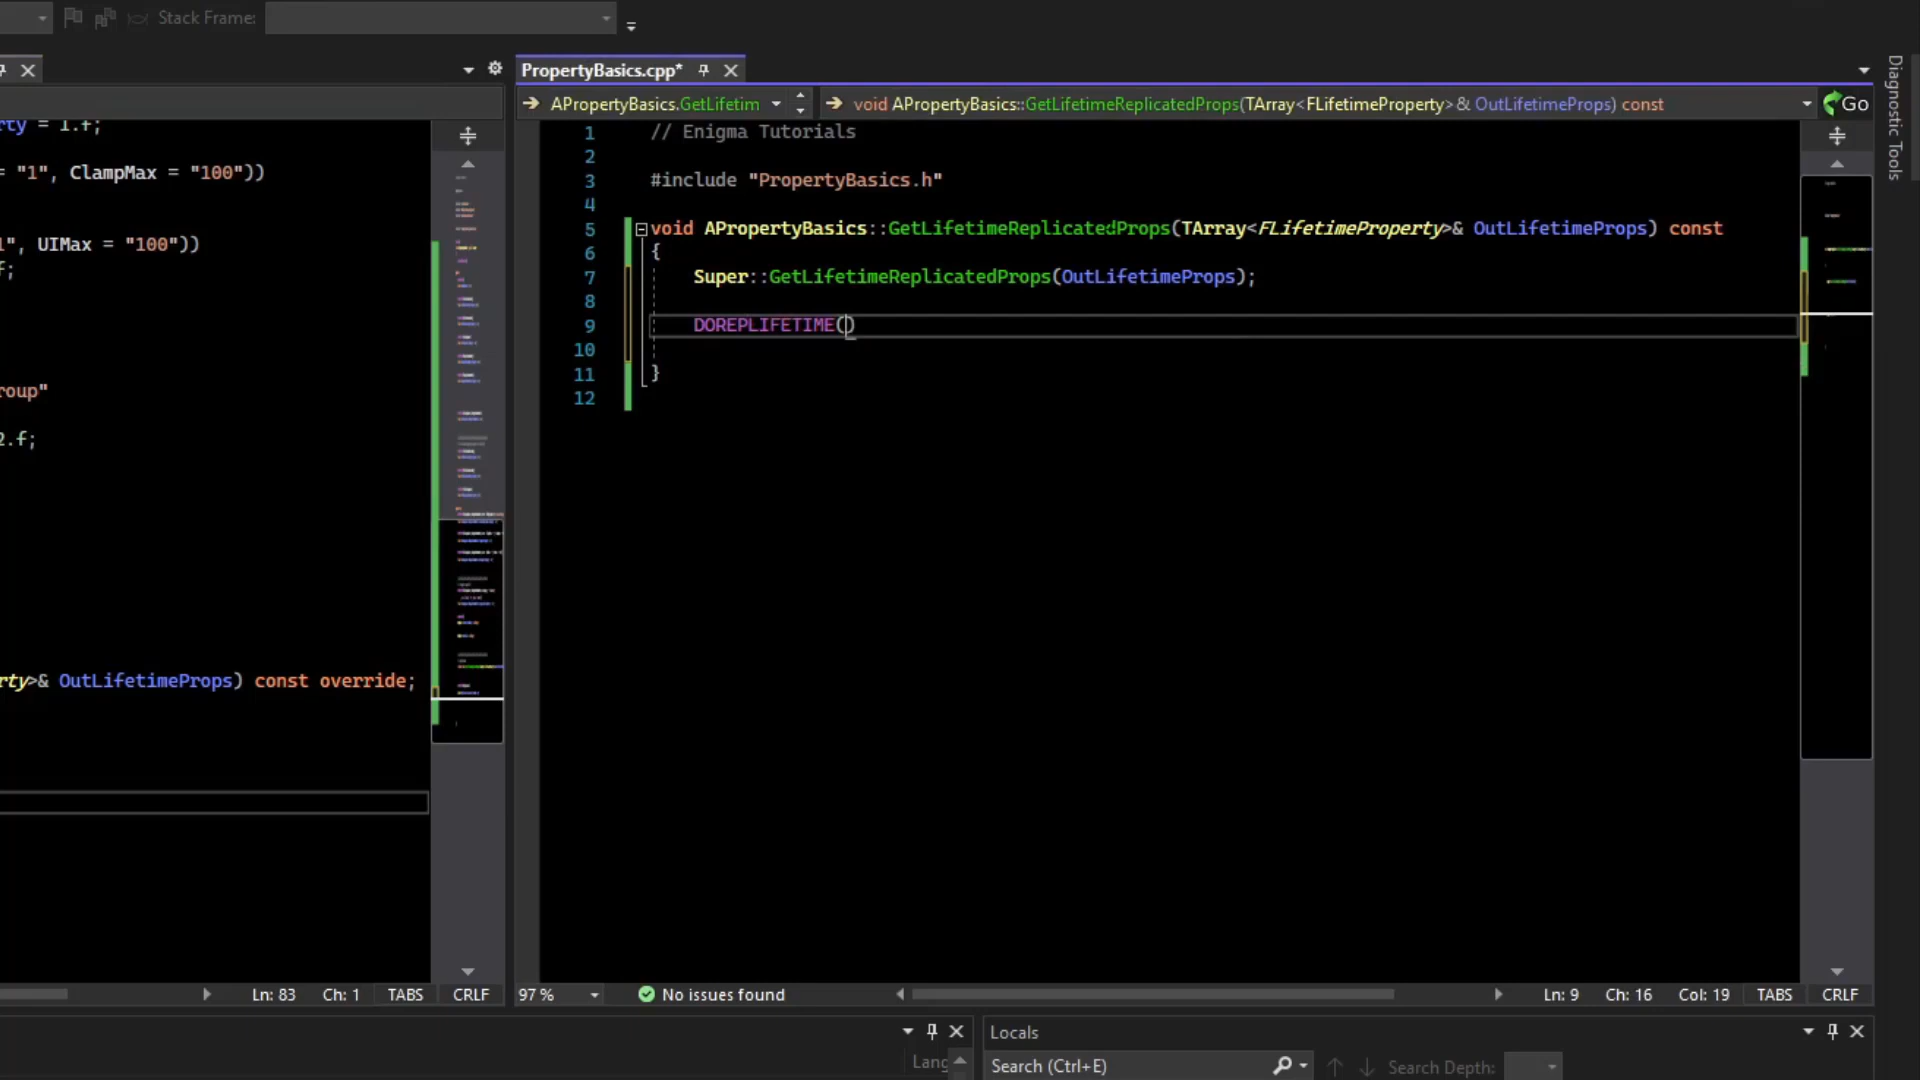 Stack Frame:
PropertyBasics.cpp*
APropertyBasics.GetLifetim
void APropertyBasics::GetLifetimeReplicatedProps(TArray<FLifetimeProperty> & OutLifetimeProps) const
Go
Diagnostic Tools
rty = 1.f;
= "1", ClampMax = "100"))
", UIMax = "100"))
f;
roup"
2.f;
rty>& OutLifetimeProps) const override;
1 // Enigma Tutorials
2
3 #include "PropertyBasics.h"
4
5 void APropertyBasics::GetLifetimeReplicatedProps(TArray<FLifetimeProperty>& OutLifetimeProps) const
6 {
7 Super::GetLifetimeReplicatedProps(OutLifetimeProps);
8
9 DOREPLIFETIME()
10
11 }
12
Ln: 83 Ch: 1 TABS CRLF
97 % No issues found Ln: 9 Ch: 16 Col: 19 TABS CRLF
Lang
Locals
Search (Ctrl+E) Search Depth: